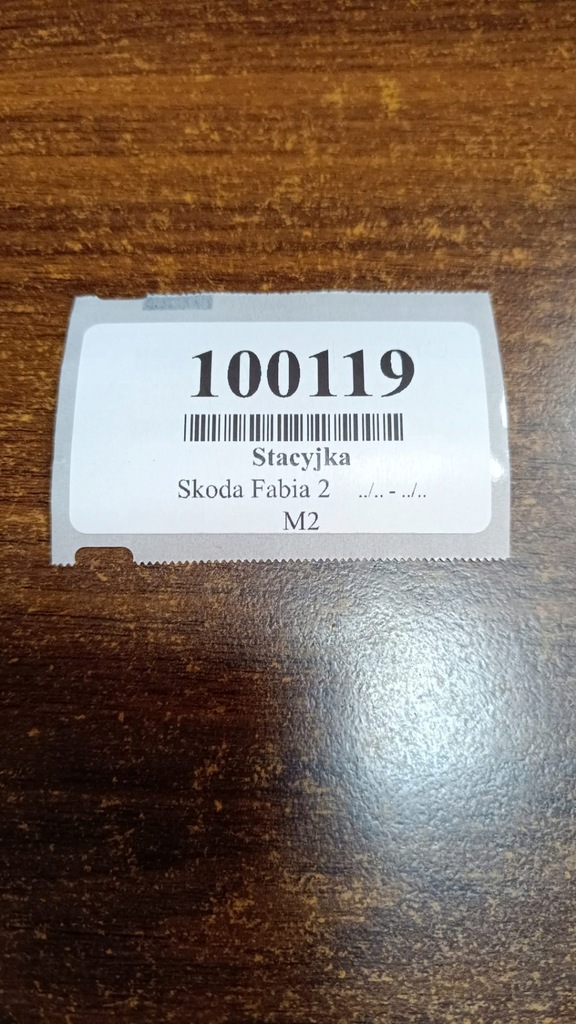 100119
Stacyjka
Skoda Fabia 2 ../.. - ../..
M2